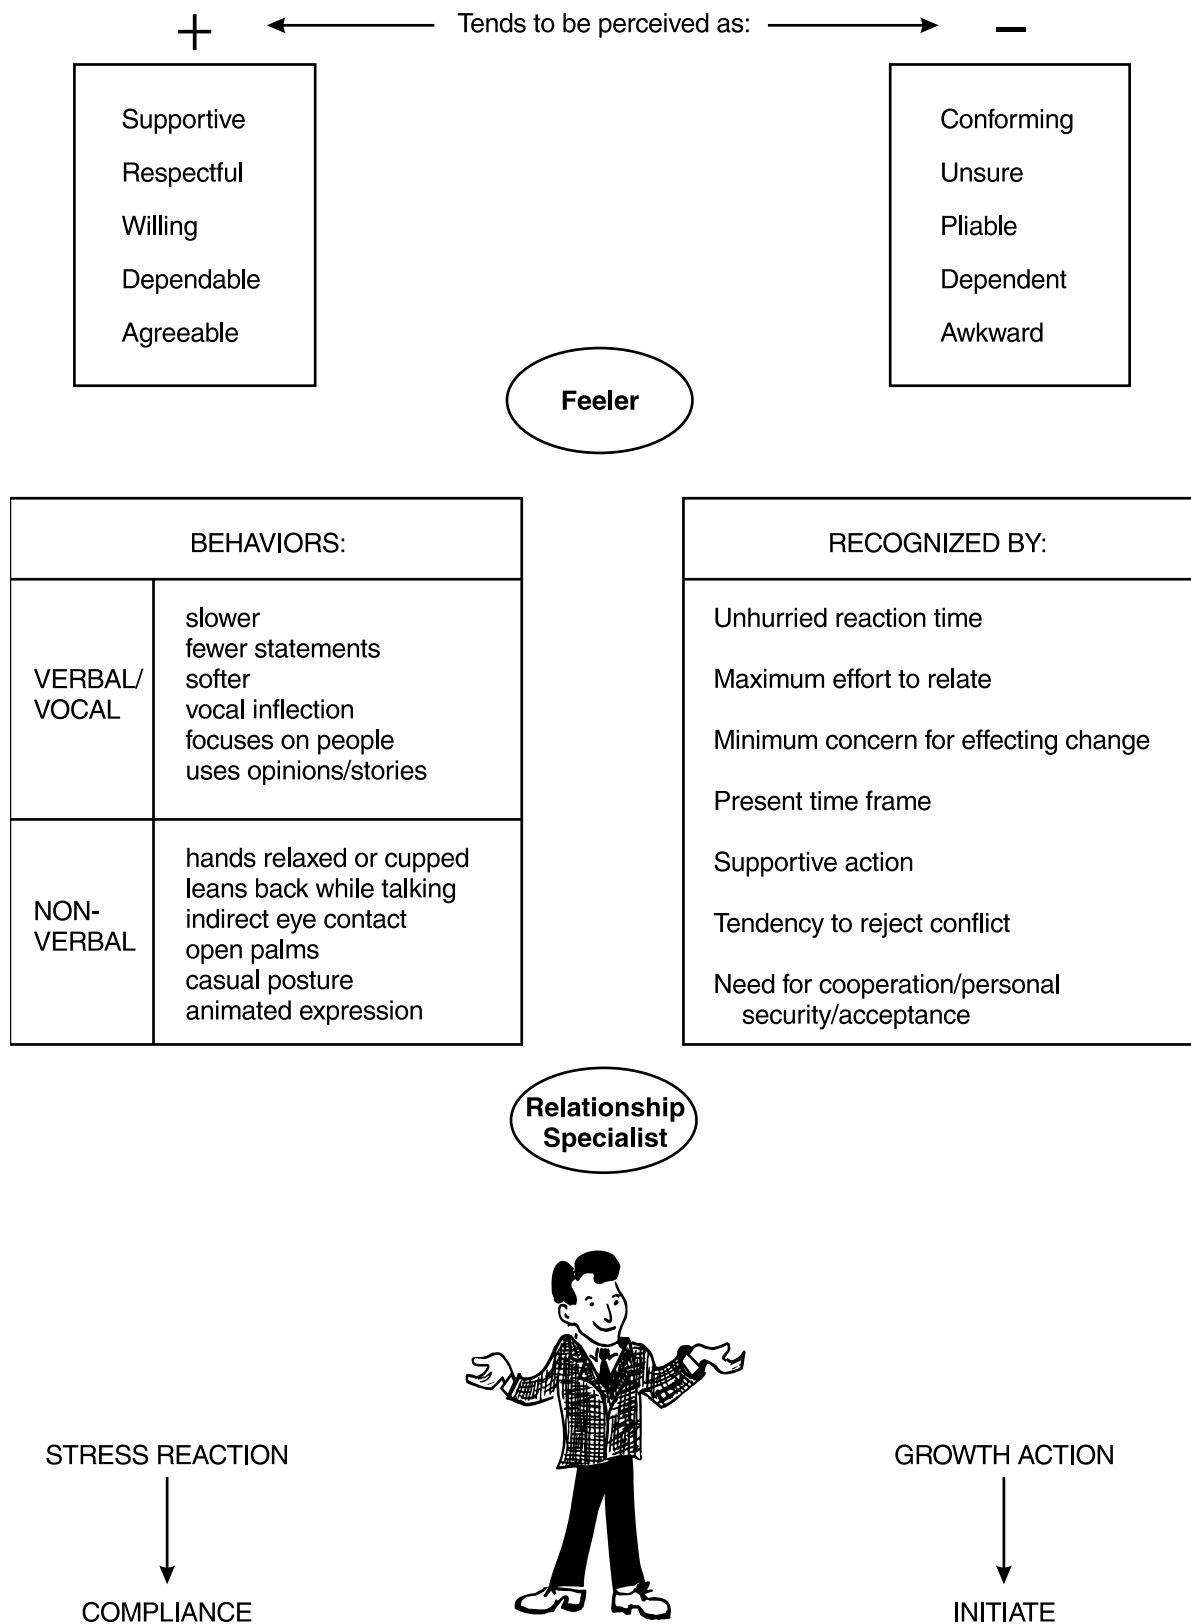 + Tends to be perceived as: −
Supportive
Respectful
Willing
Dependable
Agreeable
Conforming
Unsure
Pliable
Dependent
Awkward
Feeler
BEHAVIORS:
VERBAL/
VOCAL
slower
fewer statements
softer
vocal inflection
focuses on people
uses opinions/stories
NON-
VERBAL
hands relaxed or cupped
leans back while talking
indirect eye contact
open palms
casual posture
animated expression
RECOGNIZED BY:
Unhurried reaction time
Maximum effort to relate
Minimum concern for effecting change
Present time frame
Supportive action
Tendency to reject conflict
Need for cooperation/personal
security/acceptance
Relationship
Specialist
STRESS REACTION
COMPLIANCE
GROWTH ACTION
INITIATE